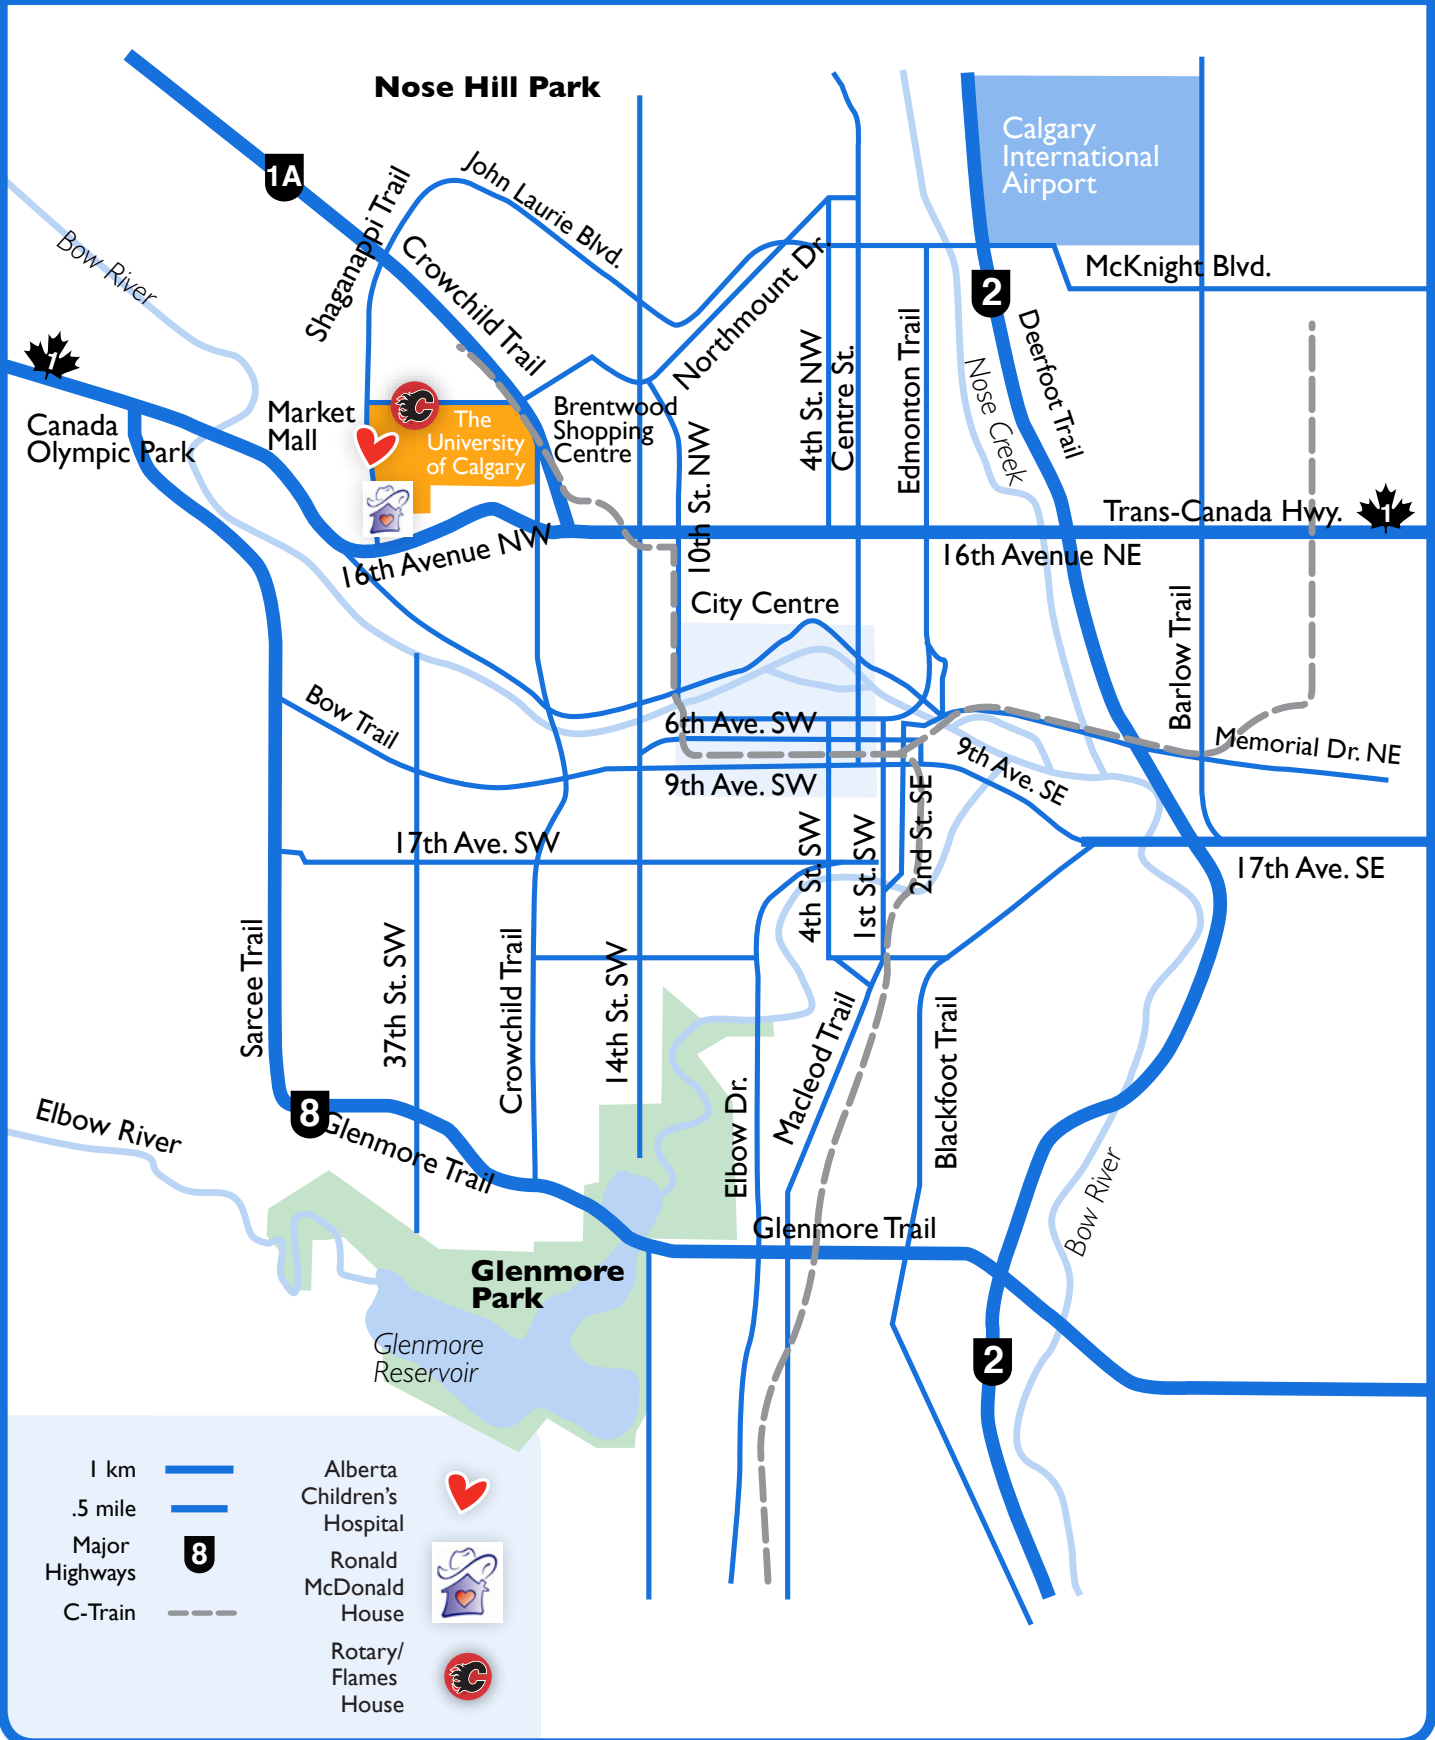 Nose Hill Park
1A
Calgary
International
Airport
Shaganappi Trail
John Laurie Blvd.
Crowchild Trail
Bow River
Northmount Dr.
McKnight Blvd.
2
Deerfoot Trail
Nose Creek
Edmonton Trail
4th St. NW
Centre St.
1
Canada
Olympic Park
Market
Mall
C
The
University
of Calgary
Brentwood
Shopping
Centre
10th St. NW
Trans-Canada Hwy.
1
16th Avenue NW
16th Avenue NE
City Centre
Barlow Trail
Bow Trail
6th Ave. SW
9th Ave. SW
9th Ave. SE
Memorial Dr. NE
17th Ave. SW
4th St. SW
1st St. SW
2nd St. SE
17th Ave. SE
Sarcee Trail
37th St. SW
Crowchild Trail
14th St. SW
Macleod Trail
Blackfoot Trail
Elbow Dr.
Elbow River
8
Glenmore Trail
Glenmore Trail
Bow River
Glenmore
Park
Glenmore
Reservoir
2
1 km
.5 mile
Major
Highways
8
C-Train
Alberta
Children's
Hospital
Ronald
McDonald
House
Rotary/
Flames
House
C